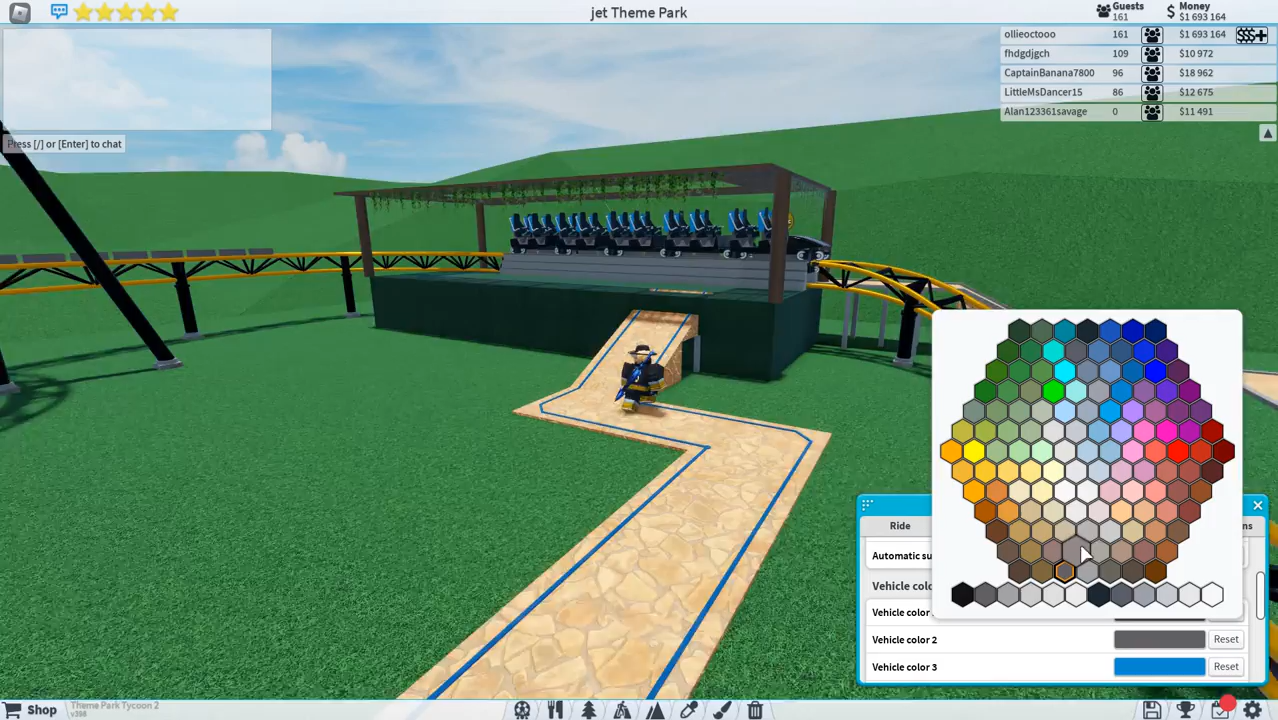 jet Theme Park
Guests
161
Money
$1 693 164
ollieoctooo 161 $1 693 164 $$$+
fhdgdjgch 109 $10 972
CaptainBanana7800 96 $18 962
LittleMsDancer15 86 $12 675
Alan123361savage 0 $11 491
Press [/] or [Enter] to chat
Ride
ns
Automatic su
Vehicle colo
Vehicle color
Vehicle color 2 Reset
Vehicle color 3 Reset
Shop
Theme Park Tycoon 2
v398